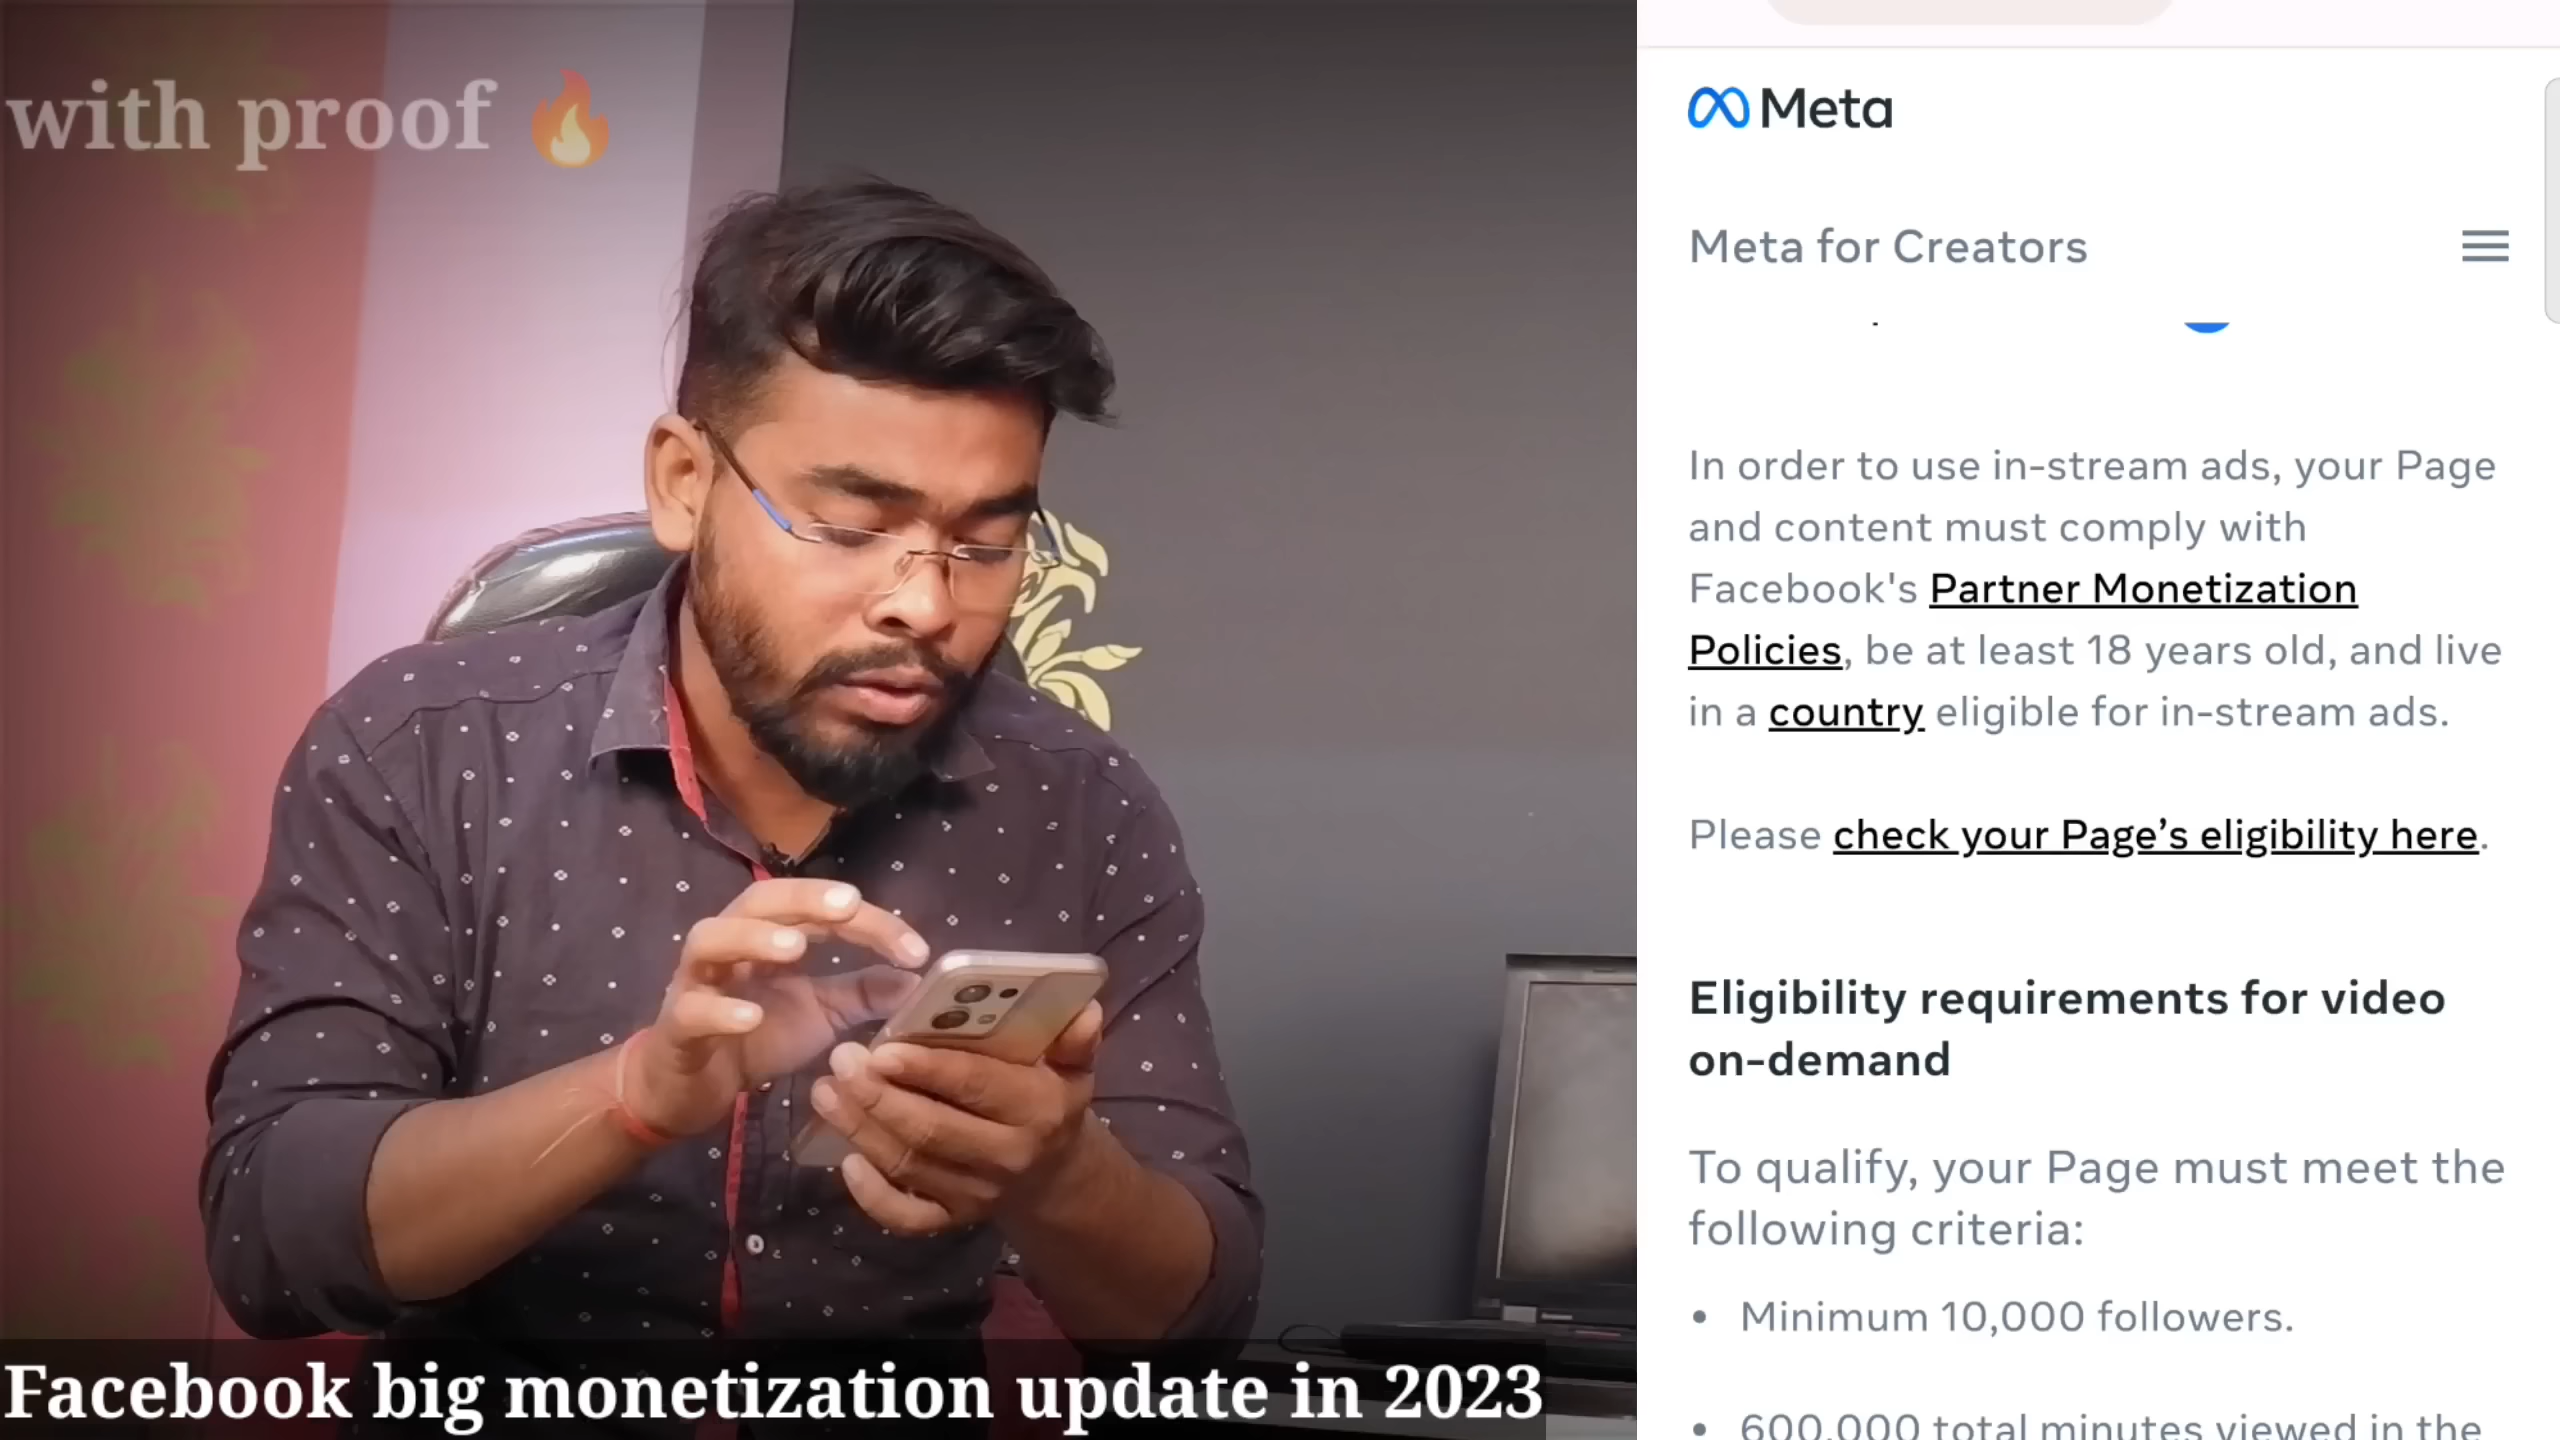 with proof 🔥
Facebook big monetization update in 2023
Meta
Meta for Creators
In order to use in-stream ads, your Page
and content must comply with
Facebook's Partner Monetization
Policies, be at least 18 years old, and live
in a country eligible for in-stream ads.
Please check your Page’s eligibility here.
Eligibility requirements for video
on-demand
To qualify, your Page must meet the
following criteria:
• Minimum 10,000 followers.
• 600,000 total minutes viewed in the